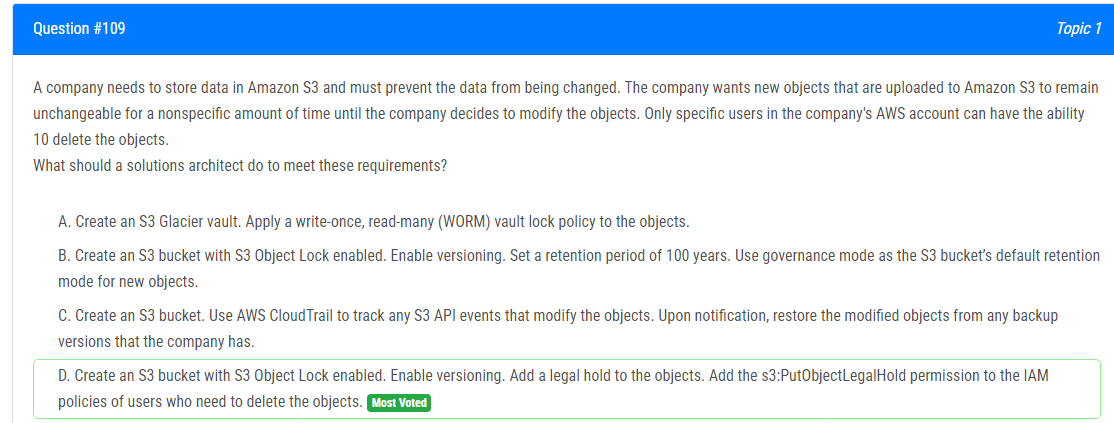 Question #109
Topic 1
A company needs to store data in Amazon S3 and must prevent the data from being changed. The company wants new objects that are uploaded to Amazon S3 to remain
unchangeable for a nonspecific amount of time until the company decides to modify the objects. Only specific users in the company's AWS account can have the ability
10 delete the objects.
What should a solutions architect do to meet these requirements?
A. Create an S3 Glacier vault. Apply a write-once, read-many (WORM) vault lock policy to the objects.
B. Create an S3 bucket with S3 Object Lock enabled. Enable versioning. Set a retention period of 100 years. Use governance mode as the S3 bucket’s default retention
mode for new objects.
C. Create an S3 bucket. Use AWS CloudTrail to track any S3 API events that modify the objects. Upon notification, restore the modified objects from any backup
versions that the company has.
D. Create an S3 bucket with S3 Object Lock enabled. Enable versioning. Add a legal hold to the objects. Add the s3:PutObjectLegalHold permission to the IAM
policies of users who need to delete the objects. Most Voted